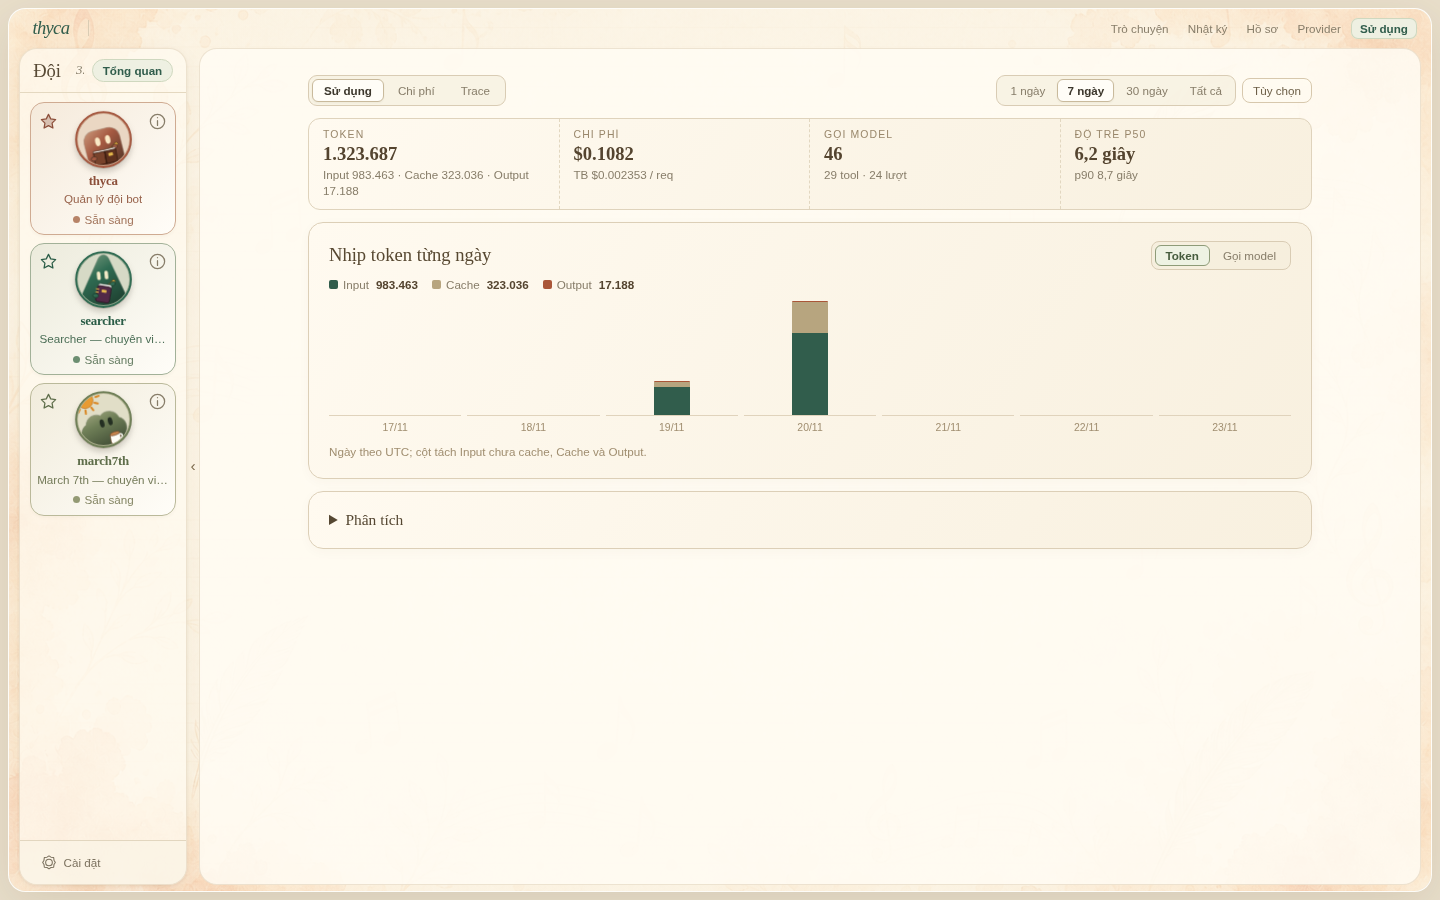 thyca
Trò chuyện Nhật ký Hồ sơ Provider Sử dụng
Đội 3. Tổng quan
thyca
Quản lý đội bot
Sẵn sàng
searcher
Searcher — chuyên vi…
Sẵn sàng
march7th
March 7th — chuyên vi…
Sẵn sàng
Cài đặt
Sử dụng Chi phí Trace
1 ngày 7 ngày 30 ngày Tất cả Tùy chọn
TOKEN
1.323.687
Input 983.463 · Cache 323.036 · Output
17.188
CHI PHÍ
$0.1082
TB $0.002353 / req
GỌI MODEL
46
29 tool · 24 lượt
ĐỘ TRỄ P50
6,2 giây
p90 8,7 giây
Nhịp token từng ngày
Token Gọi model
Input 983.463 Cache 323.036 Output 17.188
17/11 18/11 19/11 20/11 21/11 22/11 23/11
Ngày theo UTC; cột tách Input chưa cache, Cache và Output.
Phân tích